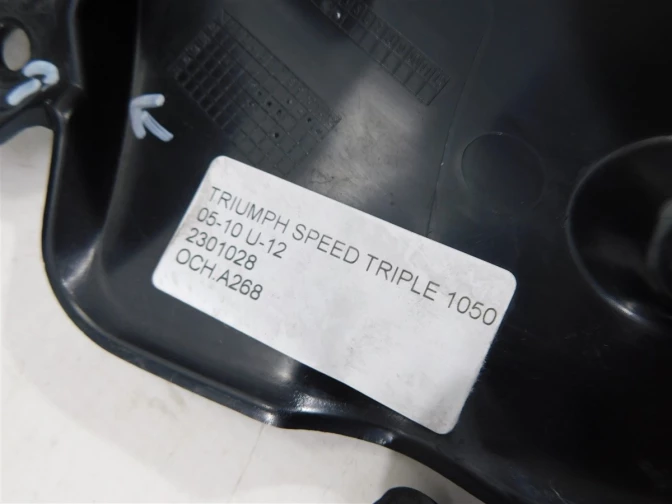 TRIUMPH SPEED TRIPLE 1050
05-10 U-12
2301028
OCH.A268